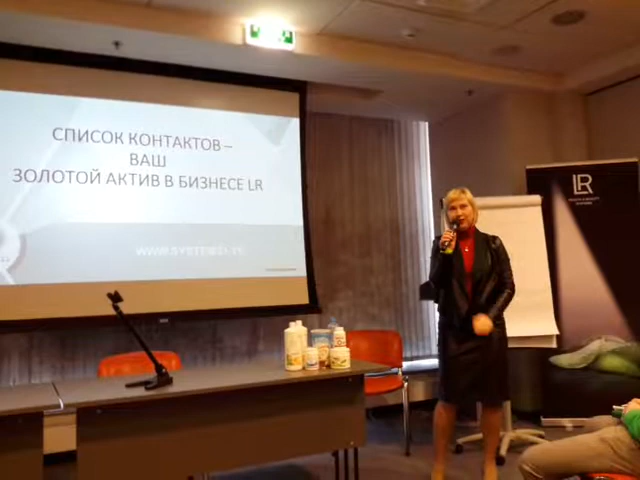 СПИСОК КОНТАКТОВ –
ВАШ
ЗОЛОТОЙ АКТИВ В БИЗНЕСЕ LR
LR